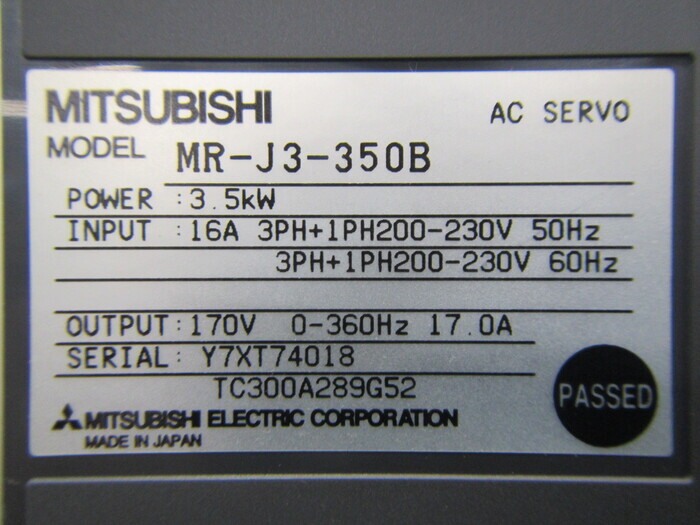 MITSUBISHI AC SERVO
MODEL MR-J3-350B
POWER :3.5kW
INPUT :16A 3PH+1PH200-230V 50Hz
3PH+1PH200-230V 60Hz
OUTPUT:170V 0-360Hz 17.0A
SERIAL: Y7XT74018
TC300A289G52
PASSED
MITSUBISHI ELECTRIC CORPORATION
MADE IN JAPAN